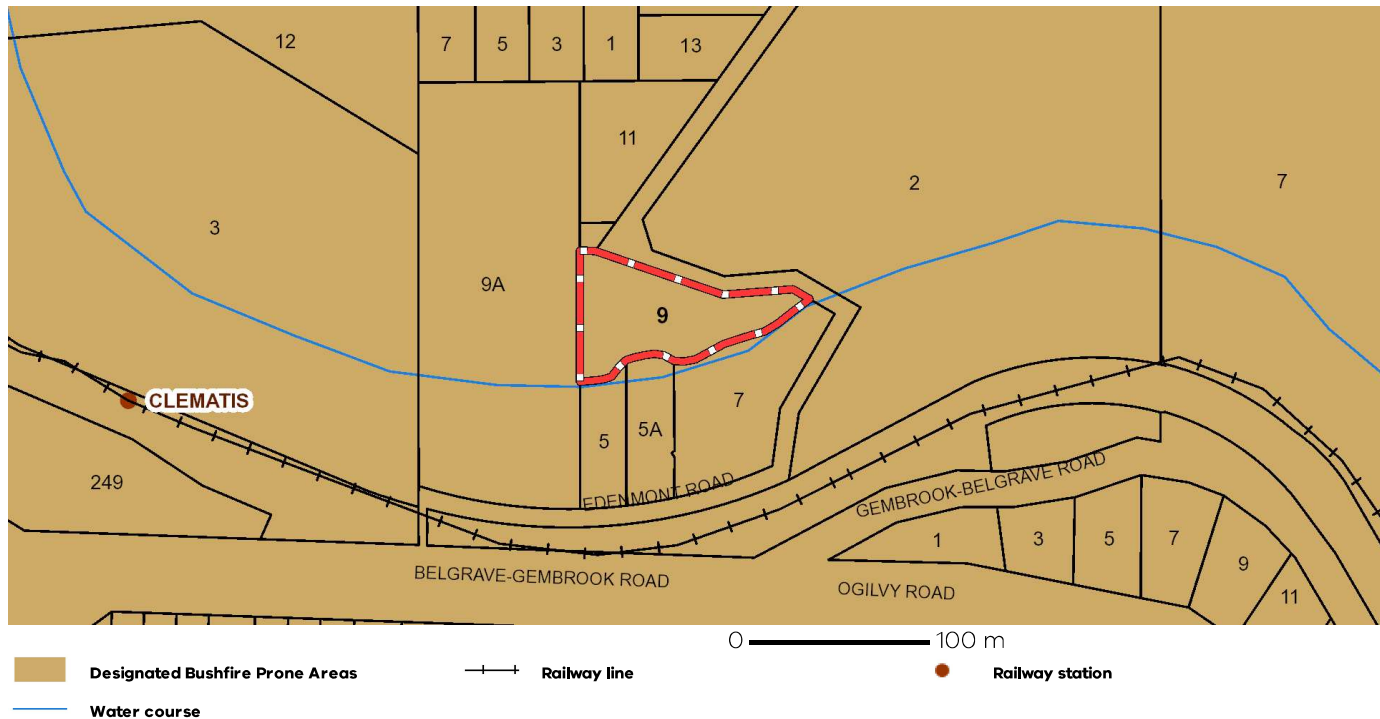 12
7
5
3
1
13
11
2
7
3
9A
9
CLEMATIS
7
5
5A
249
EDENMONT ROAD
GEMBROOK-BELGRAVE ROAD
1
3
5
7
9
11
BELGRAVE-GEMBROOK ROAD
OGILVY ROAD
0 100 m
Designated Bushfire Prone Areas
Railway line
Railway station
Water course